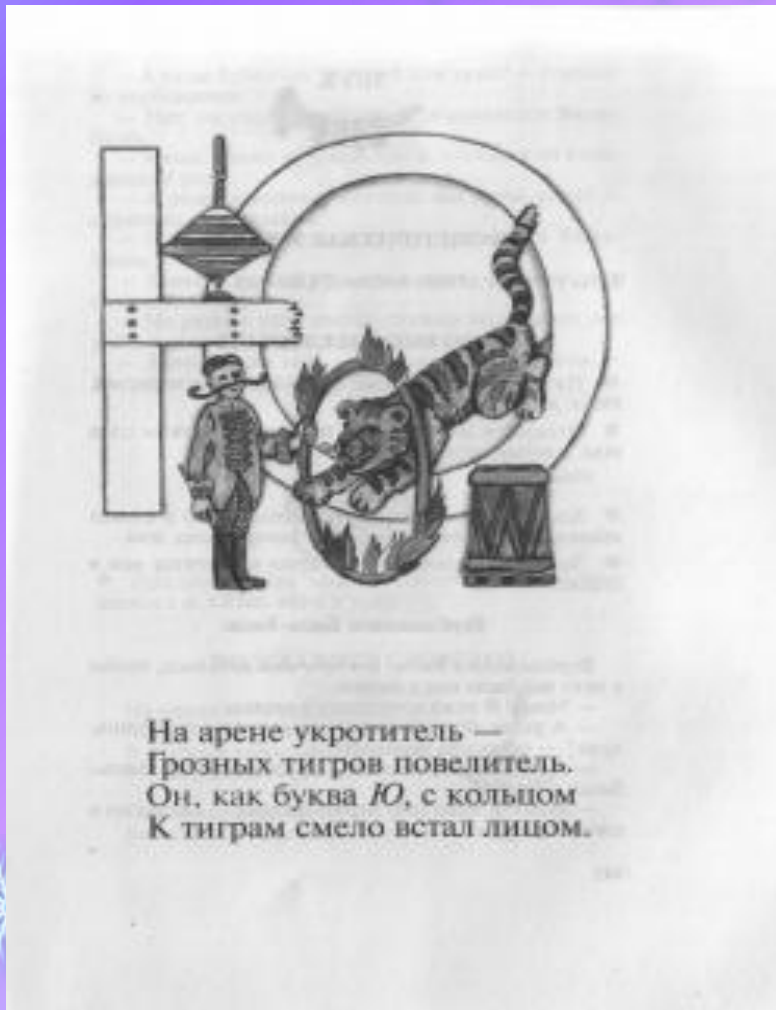 На арене укротитель —
Грозных тигров повелитель.
Он, как буква Ю, с кольцом
К тиграм смело встал лицом.